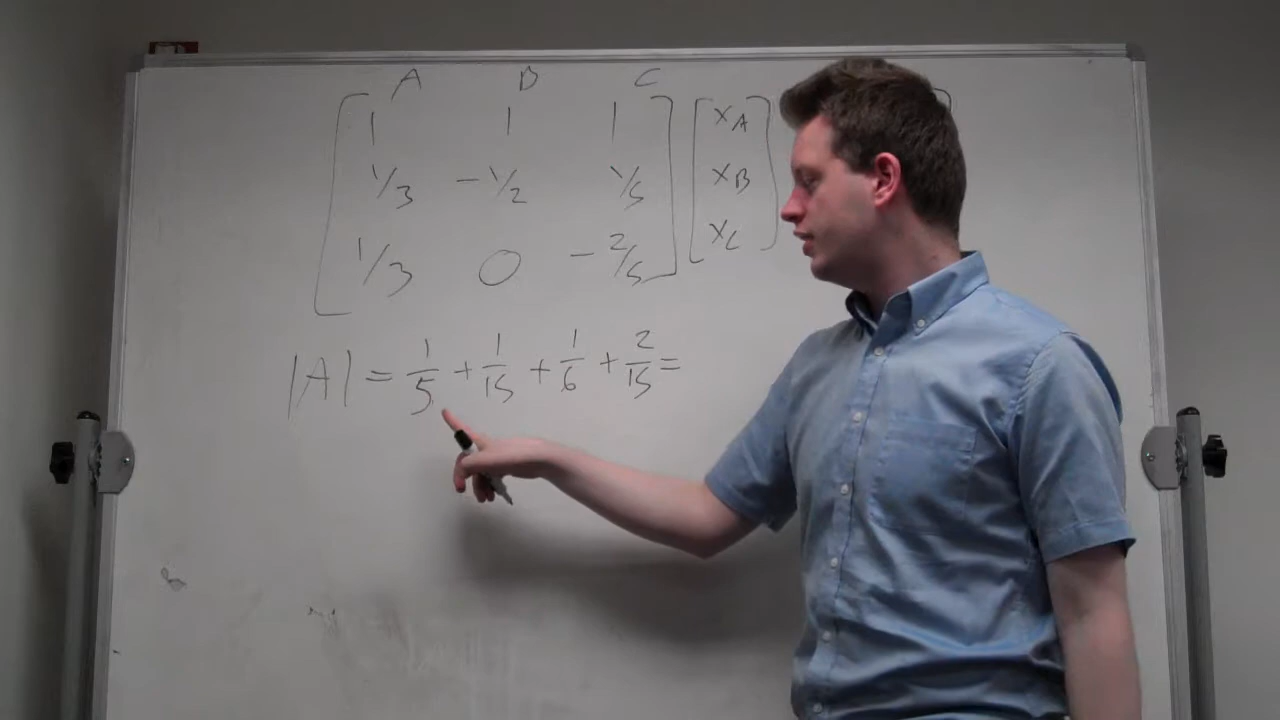 A B C
1 1 1 x_A
1/3 -1/2 1/5 x_B
1/3 0 -2/5 x_C
|A| = 1/5 + 1/15 + 1/6 + 2/15 =